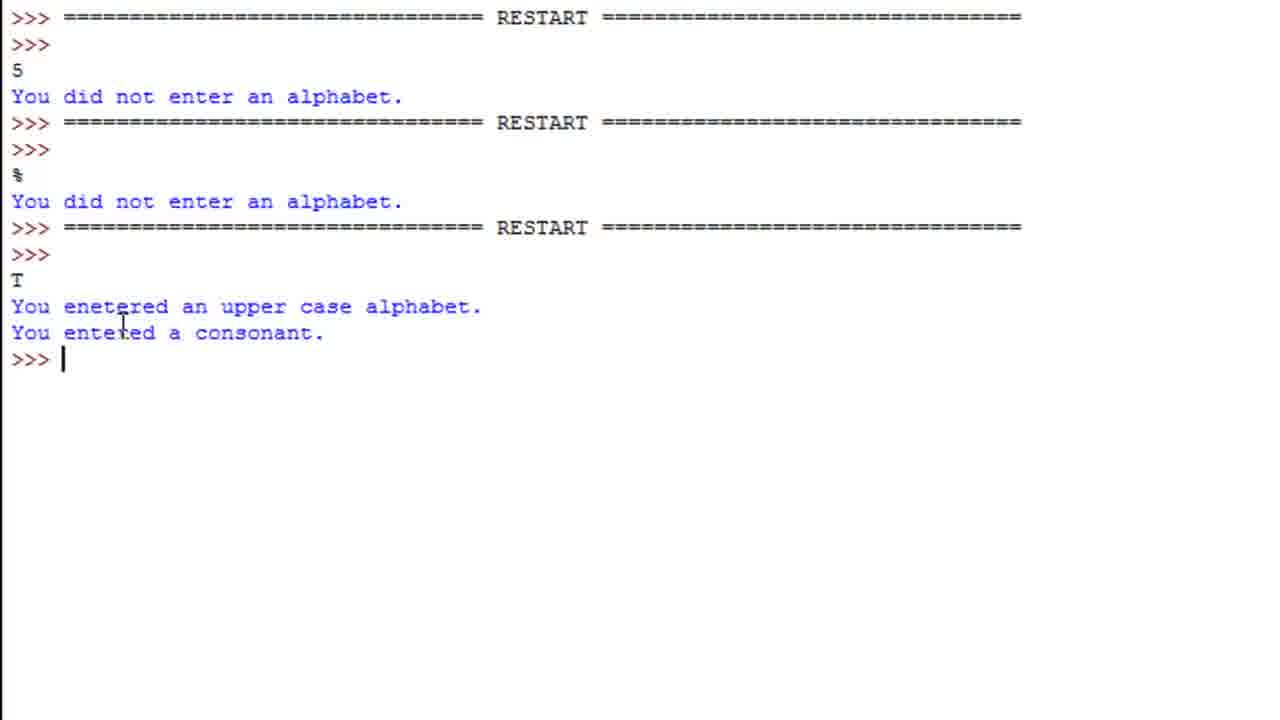 >>> ================================ RESTART ================================
>>>
5
You did not enter an alphabet.
>>> ================================ RESTART ================================
>>>
%
You did not enter an alphabet.
>>> ================================ RESTART ================================
>>>
T
You enetered an upper case alphabet.
You entered a consonant.
>>>